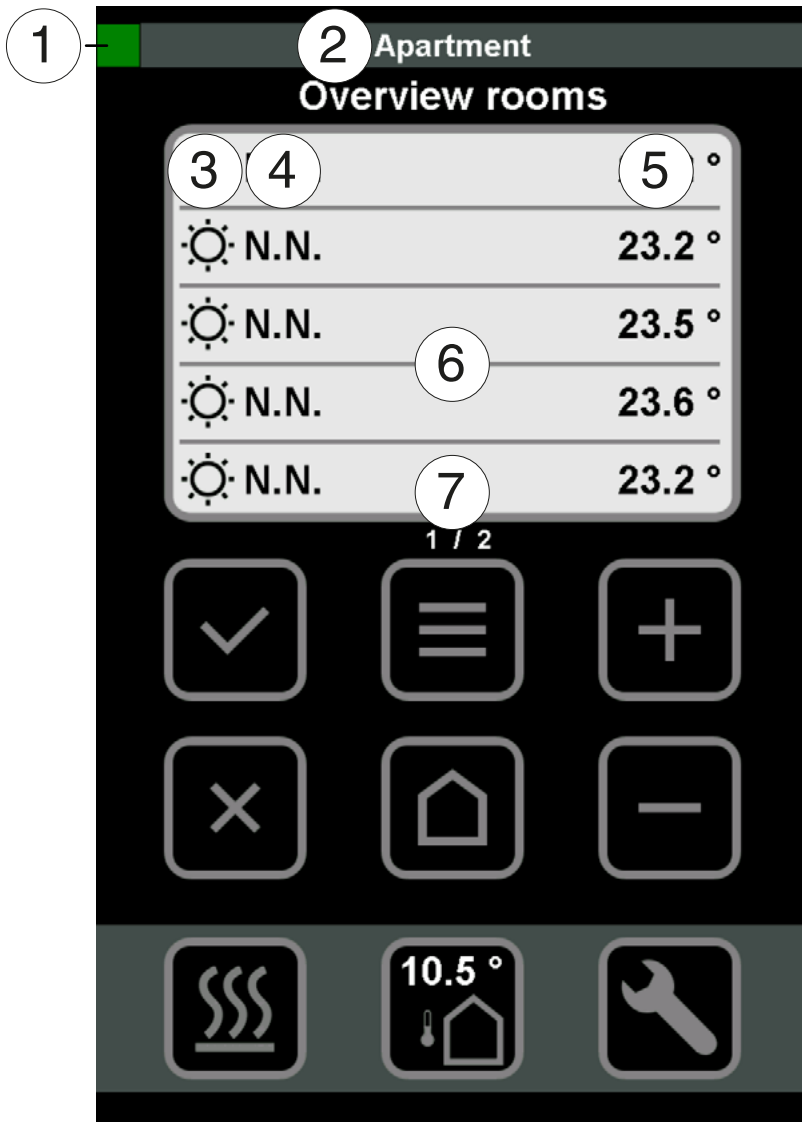 1
2 Apartment
Overview rooms
3 4 5 °
N.N. 23.2 °
N.N. 23.5 °
6
N.N. 23.6 °
N.N. 23.2 °
7
1 / 2
10.5 °